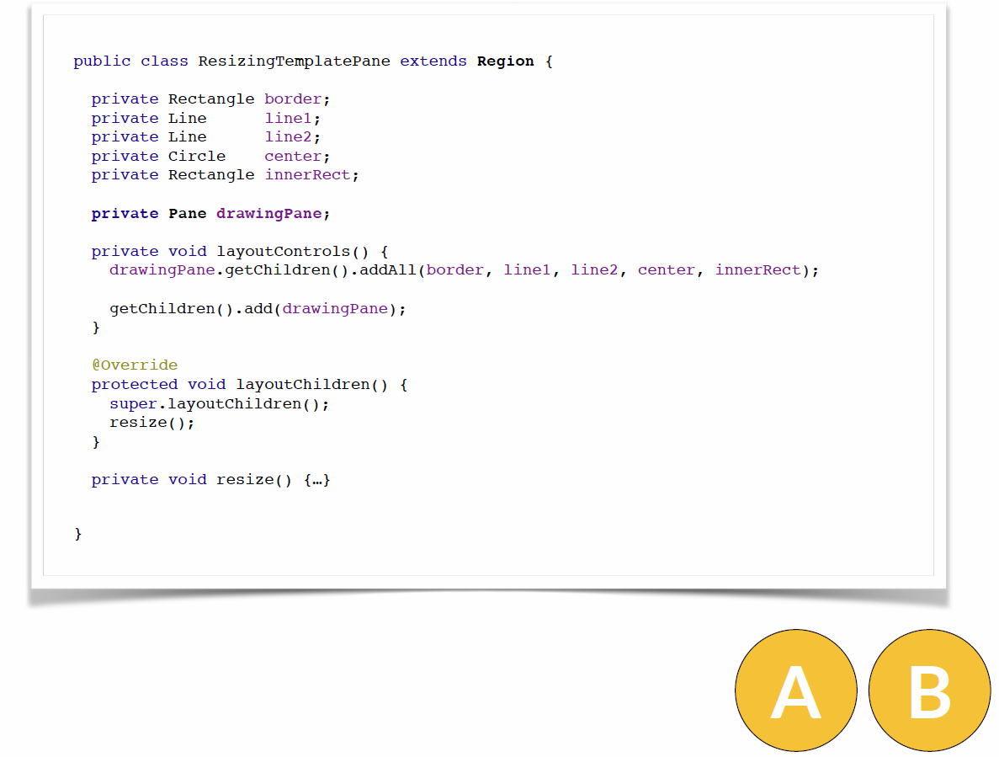 public class ResizingTemplatePane extends Region {
private Rectangle border;
private Line line1;
private Line line2;
private Circle center;
private Rectangle innerRect;
private Pane drawingPane;
private void layoutControls() {
drawingPane.getChildren().addAll(border, line1, line2, center, innerRect);
getChildren().add(drawingPane);
}
@Override
protected void layoutChildren() {
super.layoutChildren();
resize();
}
private void resize() {…}
}
A B